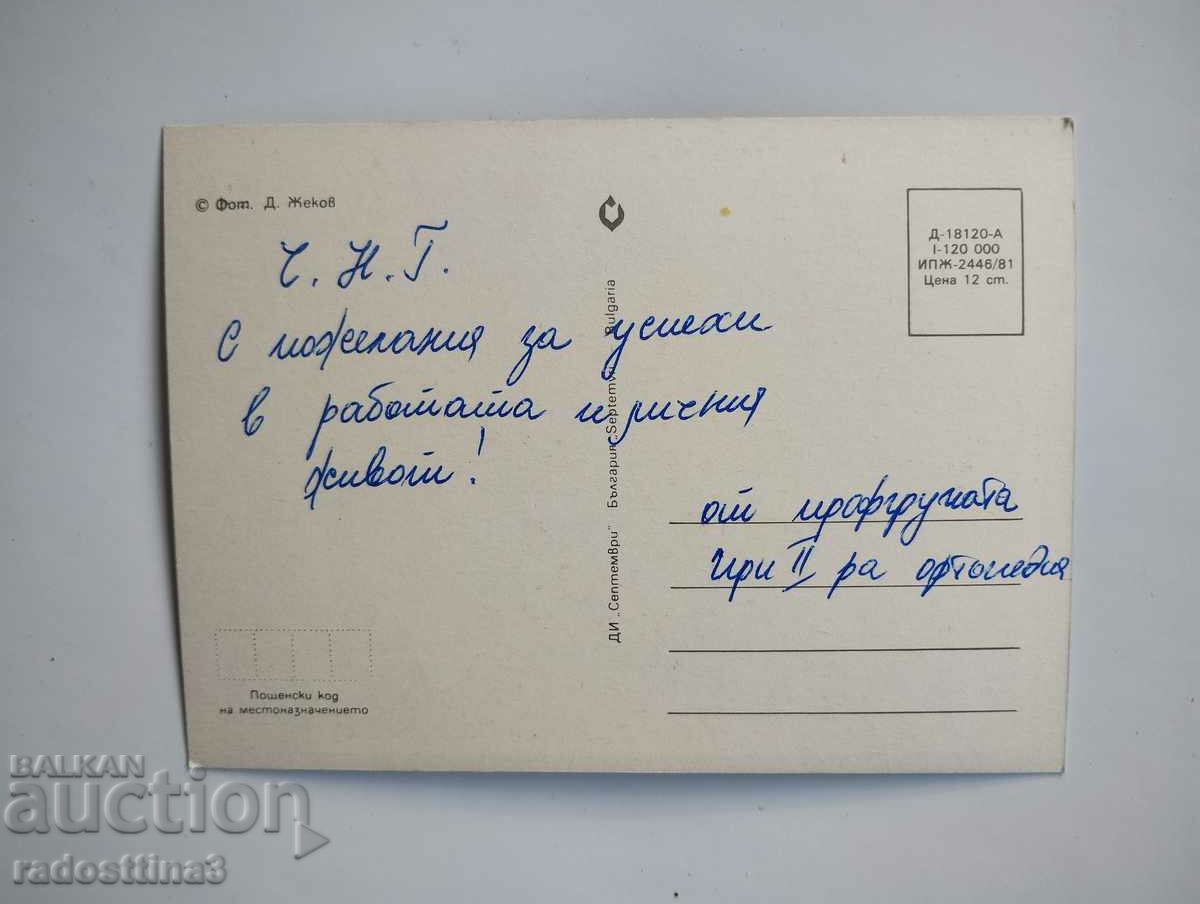 © Фот. Д. Жеков
Д-18120-А
I-120 000
ИПЖ-2446/81
Цена 12 ст.
Ч. Н. Г.
С пожелания за успехи
в работата и личния
живот!
от профгрупата
при II ра ортопедия
ДИ „Септември" България „Septemvri" Bulgaria
Пощенски код
на местоназначението
BALKAN
auction
radosttina3